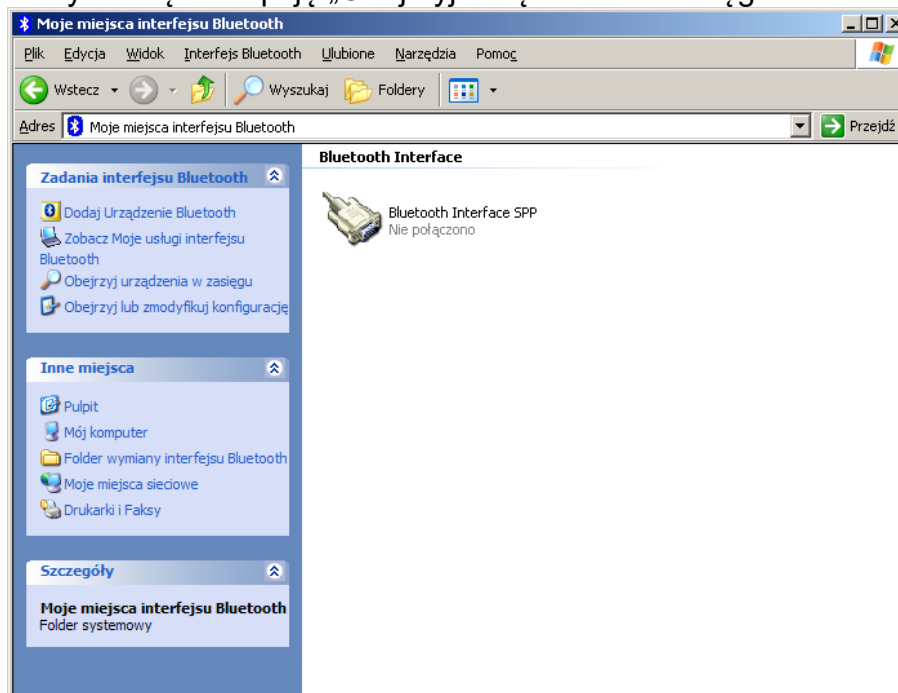 Moje miejsca interfejsu Bluetooth
Plik Edycja Widok Interfejs Bluetooth Ulubione Narzędzia Pomoc
Wstecz Wyszukaj Foldery
Adres Moje miejsca interfejsu Bluetooth Przejdź
Zadania interfejsu Bluetooth
Dodaj Urządzenie Bluetooth
Zobacz Moje usługi interfejsu
Bluetooth
Obejrzyj urządzenia w zasięgu
Obejrzyj lub zmodyfikuj konfigurację
Inne miejsca
Pulpit
Mój komputer
Folder wymiany interfejsu Bluetooth
Moje miejsca sieciowe
Drukarki i Faksy
Szczegóły
Moje miejsca interfejsu Bluetooth
Folder systemowy
Bluetooth Interface
Bluetooth Interface SPP
Nie połączono